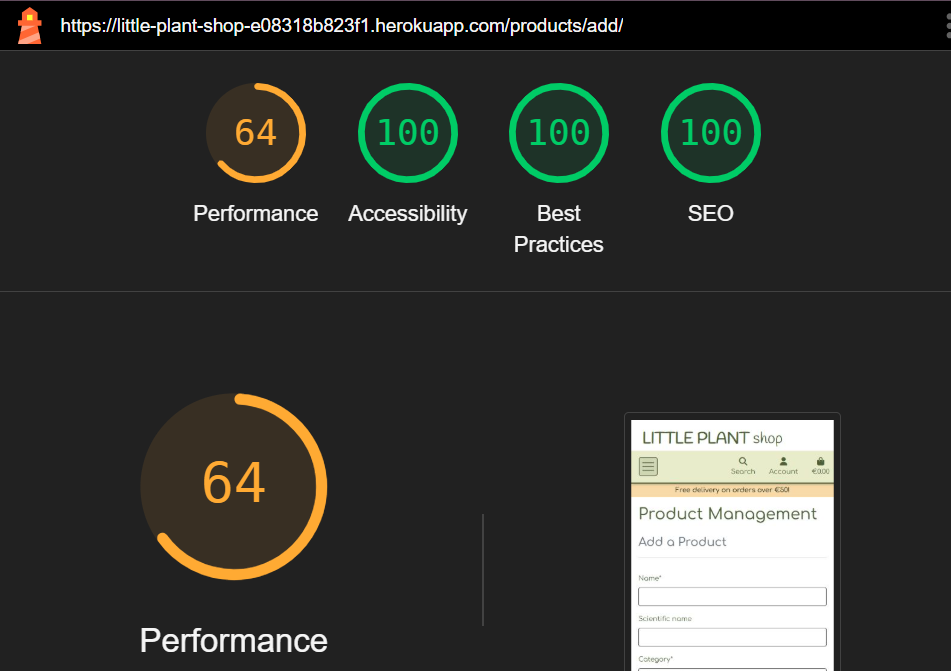 https://little-plant-shop-e08318b823f1.herokuapp.com/products/add/
64
100
100
100
Performance
Accessibility
Best
Practices
SEO
64
Performance
LITTLE PLANT shop
Search
Account
€0.00
Free delivery on orders over €50!
Product Management
Add a Product
Name*
Scientific name
Category*